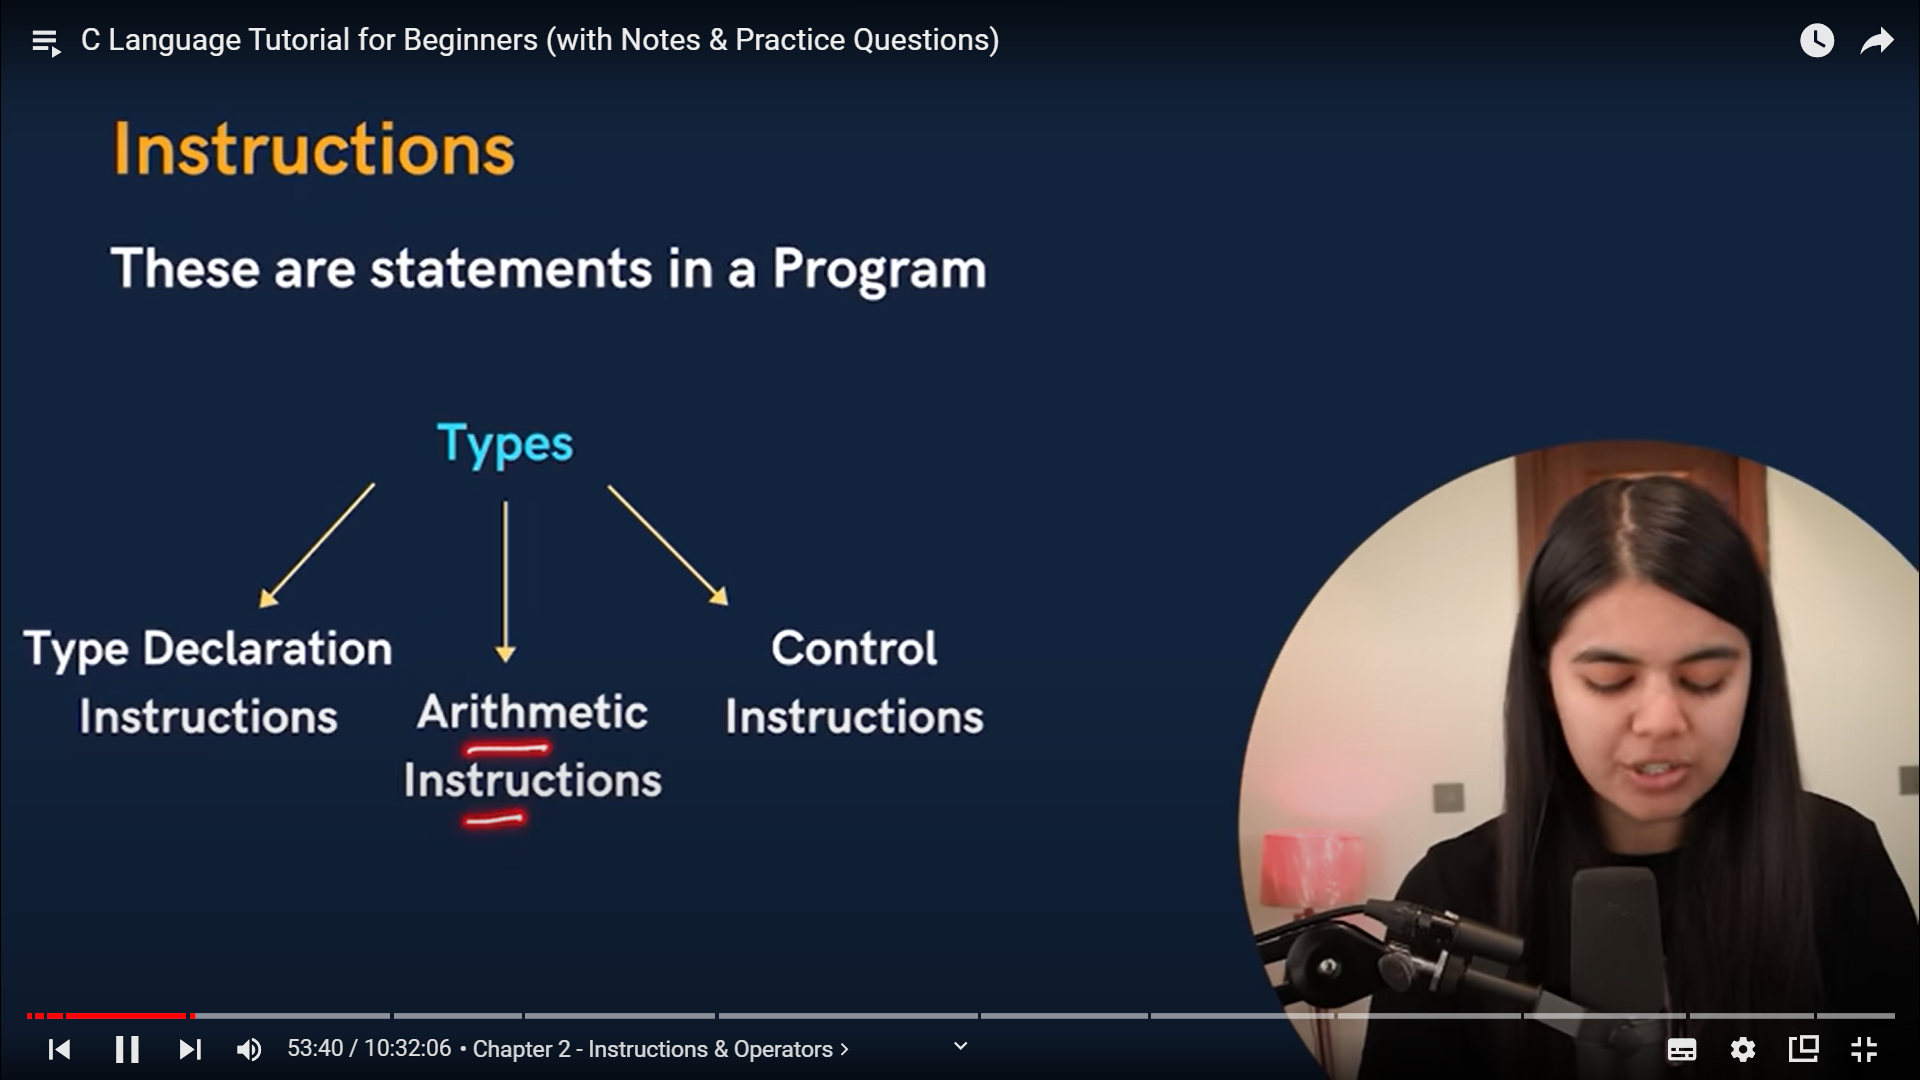 C Language Tutorial for Beginners (with Notes & Practice Questions)
Instructions
These are statements in a Program
Types
Type Declaration
Instructions
Arithmetic
Instructions
Control
Instructions
53:40 / 10:32:06 • Chapter 2 - Instructions & Operators